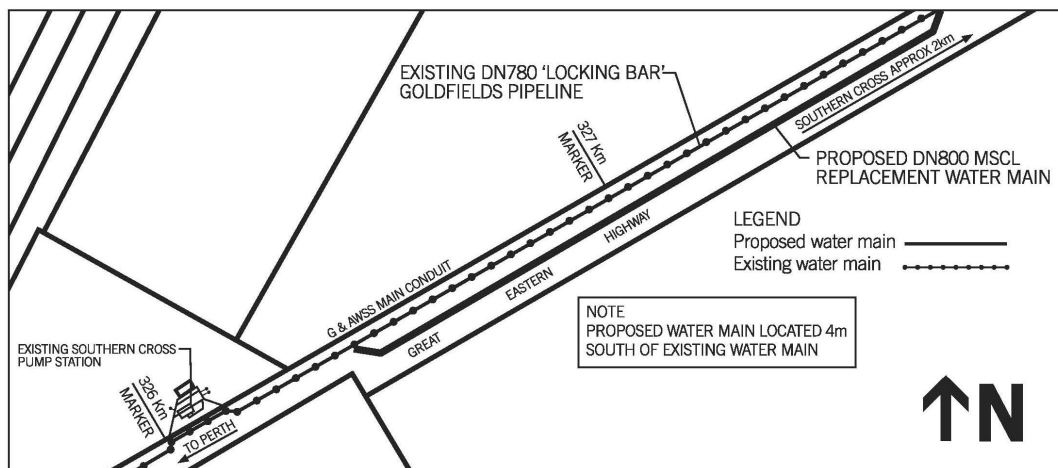 EXISTING DN780 'LOCKING BAR'
GOLDFIELDS PIPELINE
SOUTHERN CROSS APPROX 2km
327 Km
MARKER
PROPOSED DN800 MSCL
REPLACEMENT WATER MAIN
LEGEND
Proposed water main
Existing water main
G & AWSS MAIN CONDUIT
GREAT EASTERN HIGHWAY
NOTE
PROPOSED WATER MAIN LOCATED 4m
SOUTH OF EXISTING WATER MAIN
EXISTING SOUTHERN CROSS
PUMP STATION
326 Km
MARKER
TO PERTH
N